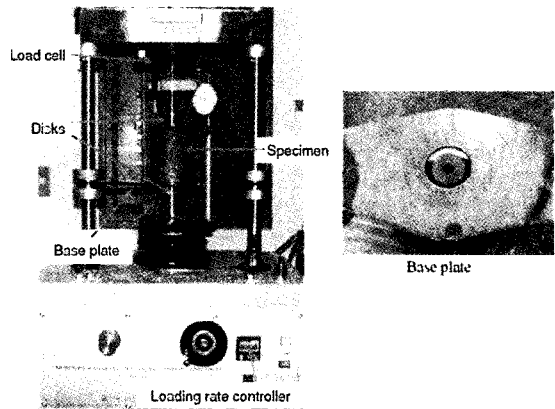 Load cell
Disks
Specimen
Base plate
Base plate
Loading rate controller